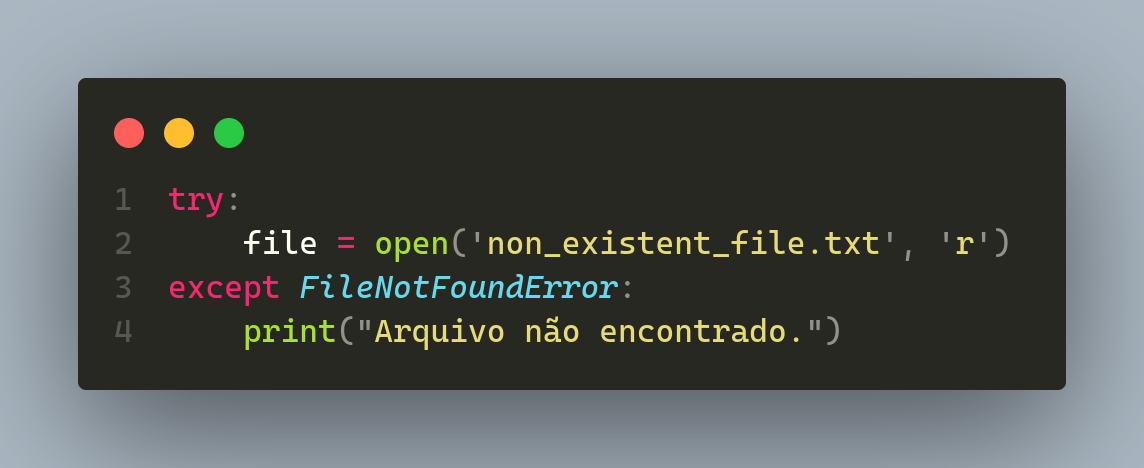 1 try:
2     file = open('non_existent_file.txt', 'r')
3 except FileNotFoundError:
4     print("Arquivo não encontrado.")